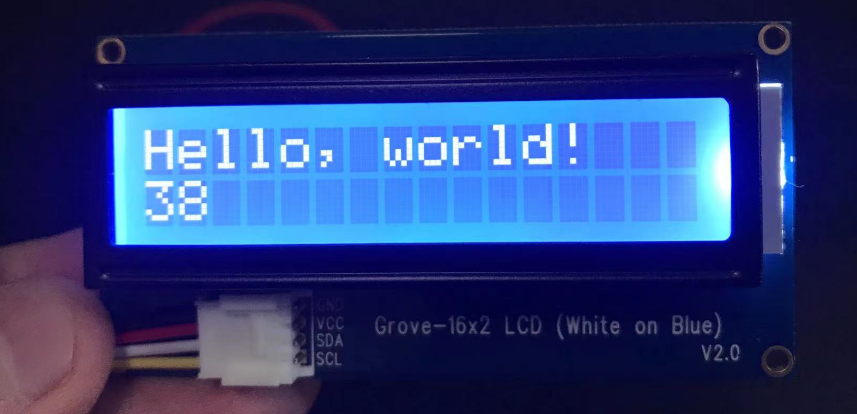 Hello, world!
38
GND
VCC
SDA
SCL
Grove-16x2 LCD (White on Blue)
V2.0